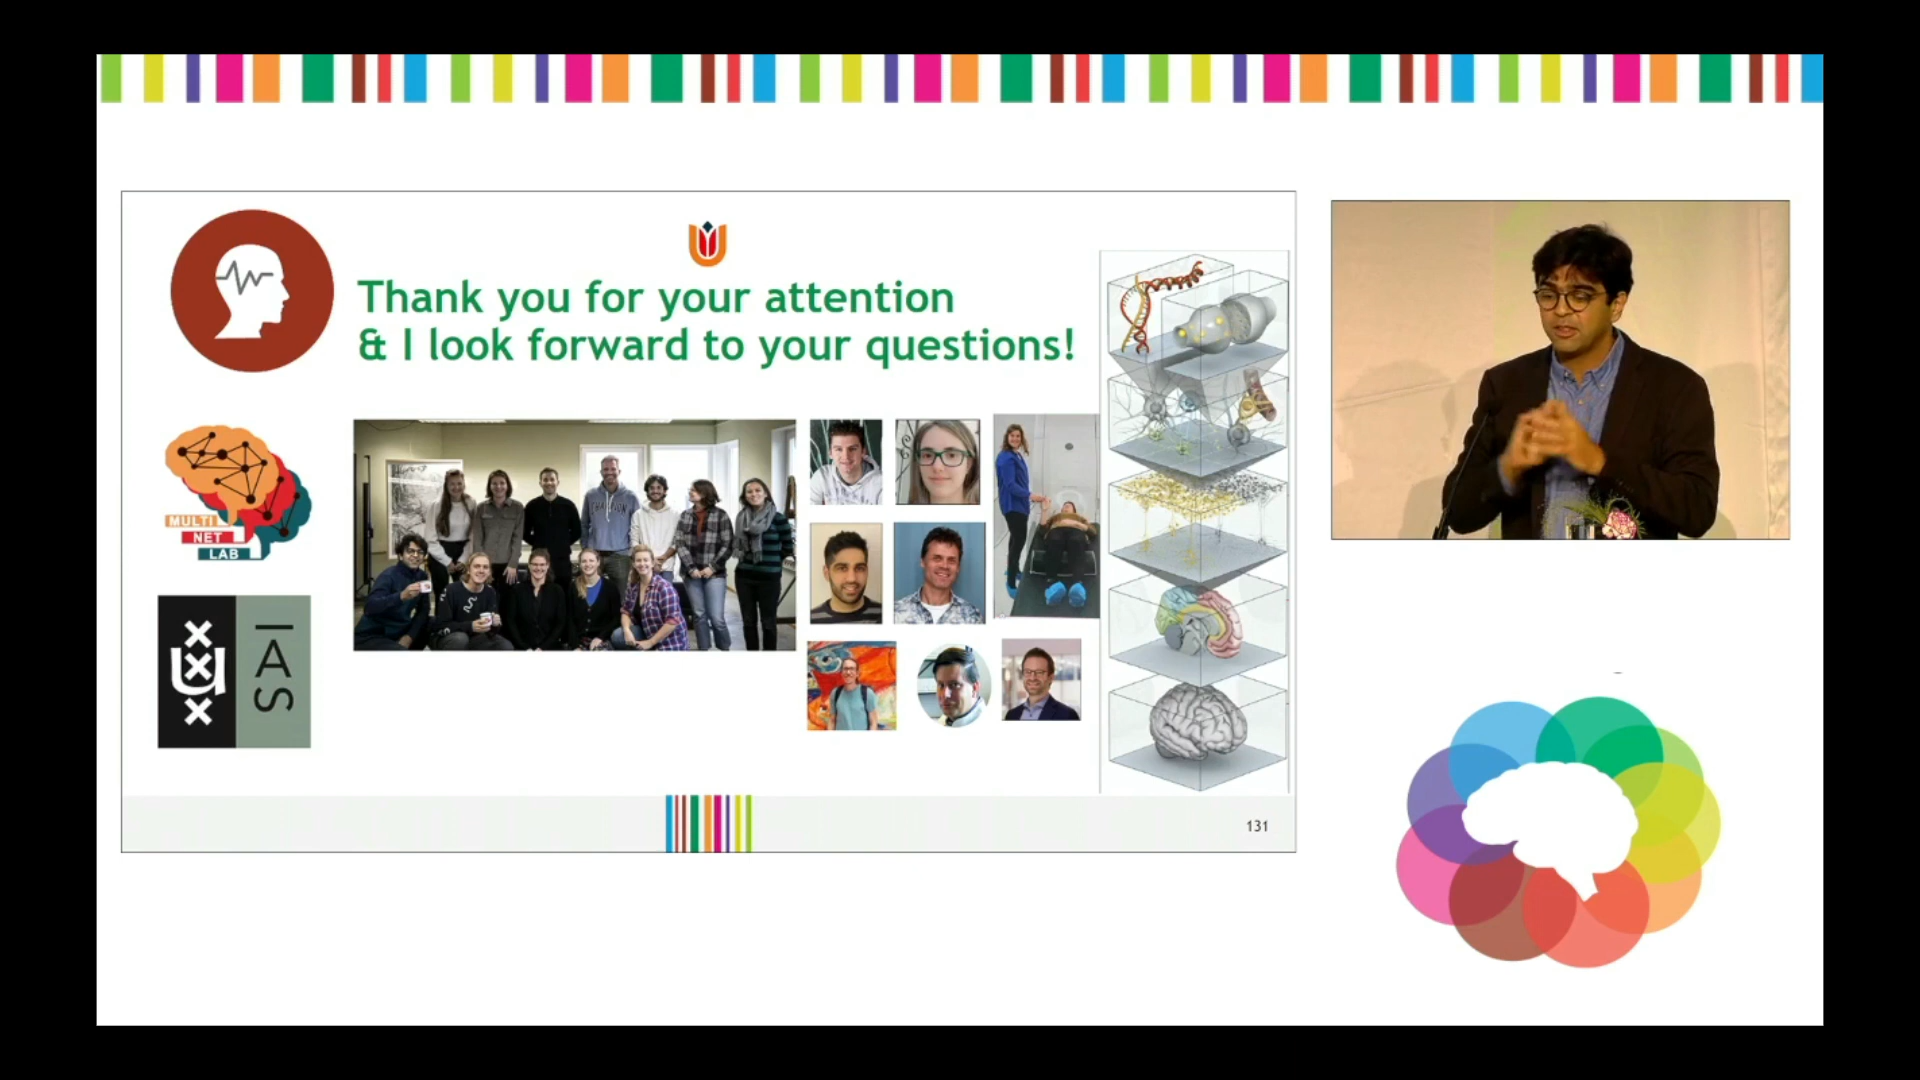 Thank you for your attention
& I look forward to your questions!
MULTI
NET
LAB
IAS
131